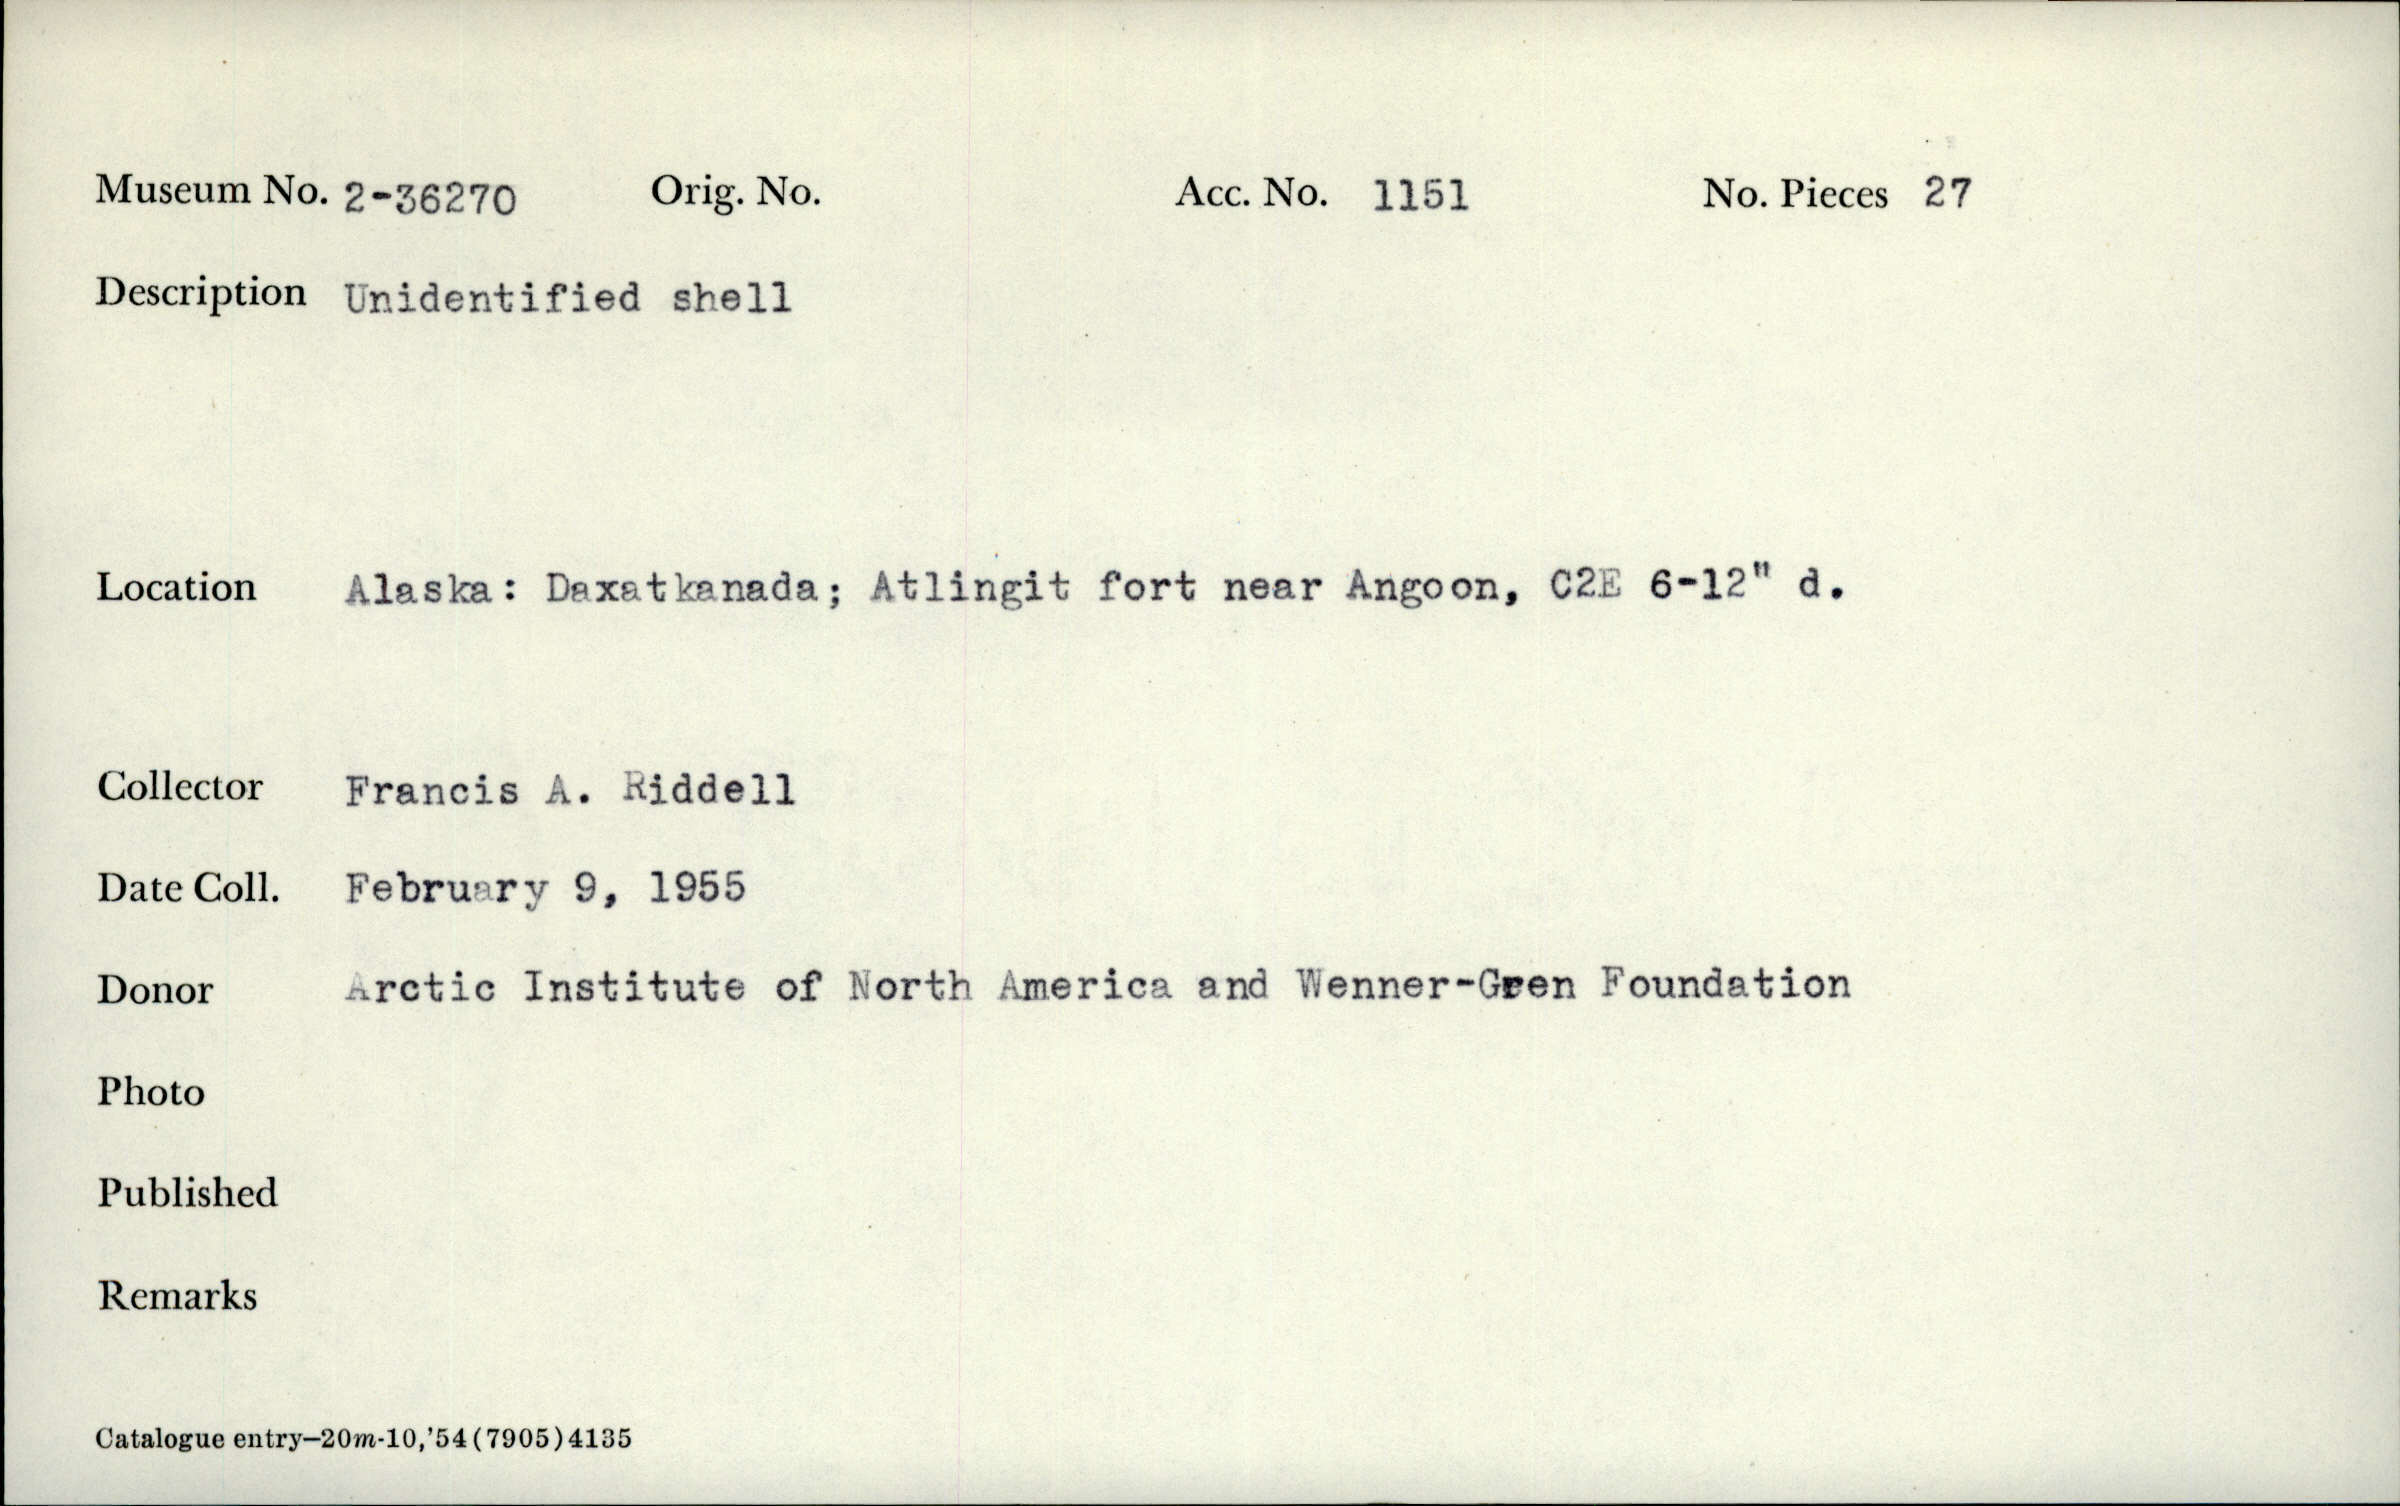 Museum No. 2-36270 Orig. No. Acc. No. 1151 No. Pieces 27
Description Unidentified shell
Location Alaska: Daxatkanada; Atlingit fort near Angoon, C2E 6-12" d.
Collector Francis A. Riddell
Date Coll. February 9, 1955
Donor Arctic Institute of North America and Wenner-Gren Foundation
Photo
Published
Remarks
Catalogue entry—20m-10,'54(7905)4135